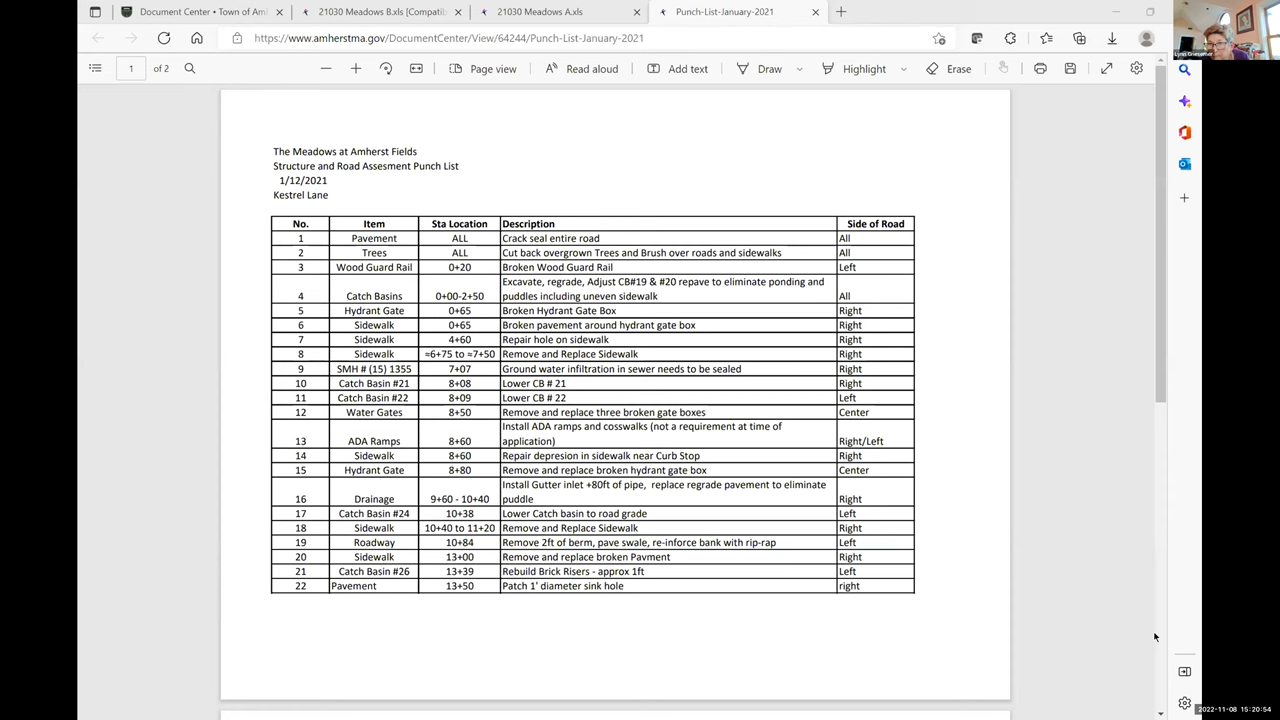 Document Center • Town of Aml
21030 Meadows B.xls [Compatib
21030 Meadows A.xls
Punch-List-January-2021
https://www.amherstma.gov/DocumentCenter/View/64244/Punch-List-January-2021
1 of 2 Page view Read aloud Add text Draw Highlight Erase
The Meadows at Amherst Fields
Structure and Road Assesment Punch List
1/12/2021
Kestrel Lane
No. Item Sta Location Description Side of Road
1 Pavement ALL Crack seal entire road All
2 Trees ALL Cut back overgrown Trees and Brush over roads and sidewalks All
3 Wood Guard Rail 0+20 Broken Wood Guard Rail Left
Excavate, regrade, Adjust CB#19 & #20 repave to eliminate ponding and
4 Catch Basins 0+00-2+50 puddles including uneven sidewalk All
5 Hydrant Gate 0+65 Broken Hydrant Gate Box Right
6 Sidewalk 0+65 Broken pavement around hydrant gate box Right
7 Sidewalk 4+60 Repair hole on sidewalk Right
8 Sidewalk ≈6+75 to ≈7+50 Remove and Replace Sidewalk Right
9 SMH # (15) 1355 7+07 Ground water infiltration in sewer needs to be sealed Right
10 Catch Basin #21 8+08 Lower CB # 21 Right
11 Catch Basin #22 8+09 Lower CB # 22 Left
12 Water Gates 8+50 Remove and replace three broken gate boxes Center
Install ADA ramps and cosswalks (not a requirement at time of
13 ADA Ramps 8+60 application) Right/Left
14 Sidewalk 8+60 Repair depresion in sidewalk near Curb Stop Right
15 Hydrant Gate 8+80 Remove and replace broken hydrant gate box Center
Install Gutter inlet +80ft of pipe, replace regrade pavement to eliminate
16 Drainage 9+60 - 10+40 puddle Right
17 Catch Basin #24 10+38 Lower Catch basin to road grade Left
18 Sidewalk 10+40 to 11+20 Remove and Replace Sidewalk Right
19 Roadway 10+84 Remove 2ft of berm, pave swale, re-inforce bank with rip-rap Left
20 Sidewalk 13+00 Remove and replace broken Pavment Right
21 Catch Basin #26 13+39 Rebuild Brick Risers - approx 1ft Left
22 Pavement 13+50 Patch 1' diameter sink hole right
Lynn Griesemer
2022-11-08 15:20:54